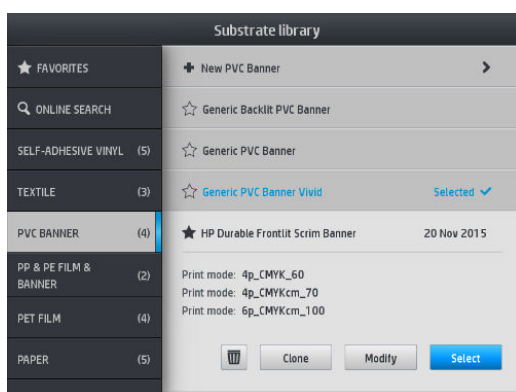 Substrate library
FAVORITES
ONLINE SEARCH
SELF-ADHESIVE VINYL (5)
TEXTILE (3)
PVC BANNER (4)
PP & PE FILM &
BANNER (2)
PET FILM (4)
PAPER (5)
New PVC Banner
Generic Backlit PVC Banner
Generic PVC Banner
Generic PVC Banner Vivid Selected
HP Durable Frontlit Scrim Banner 20 Nov 2015
Print mode: 4p_CMYK_60
Print mode: 4p_CMYKcm_70
Print mode: 6p_CMYKcm_100
Clone Modify Select